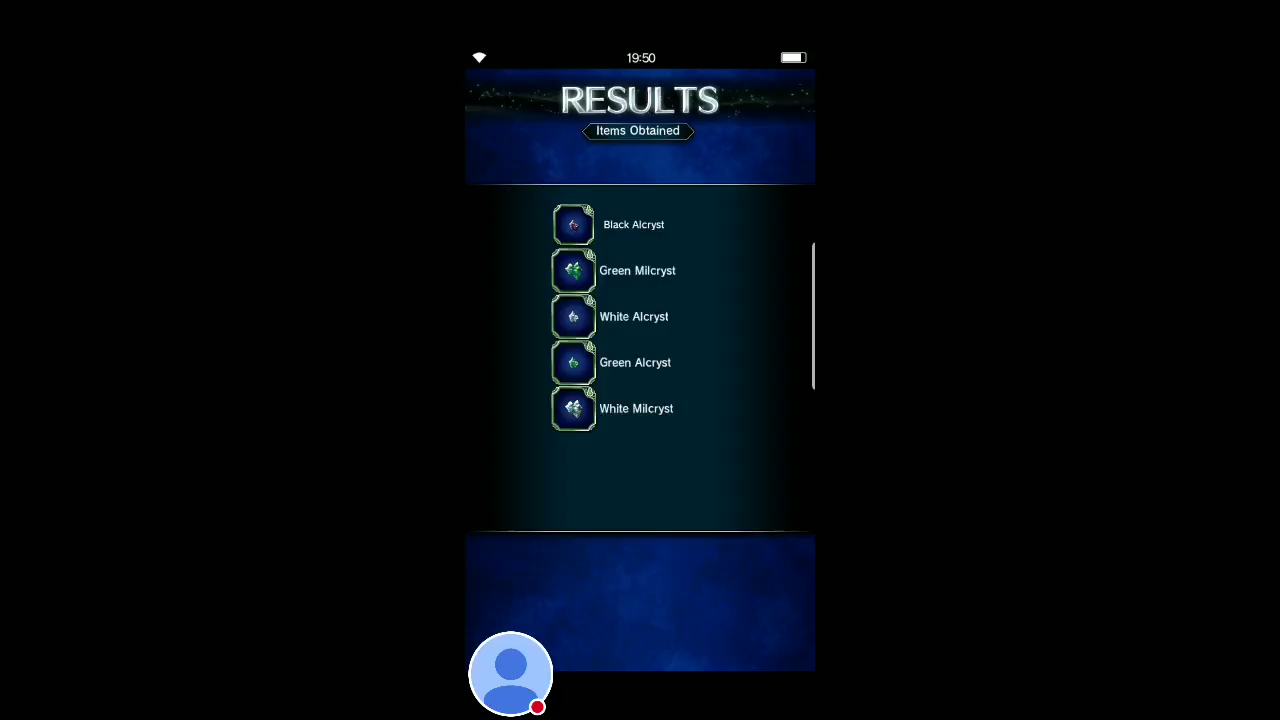 19:50
RESULTS
Items Obtained
Black Alcryst
Green Milcryst
White Alcryst
Green Alcryst
White Milcryst